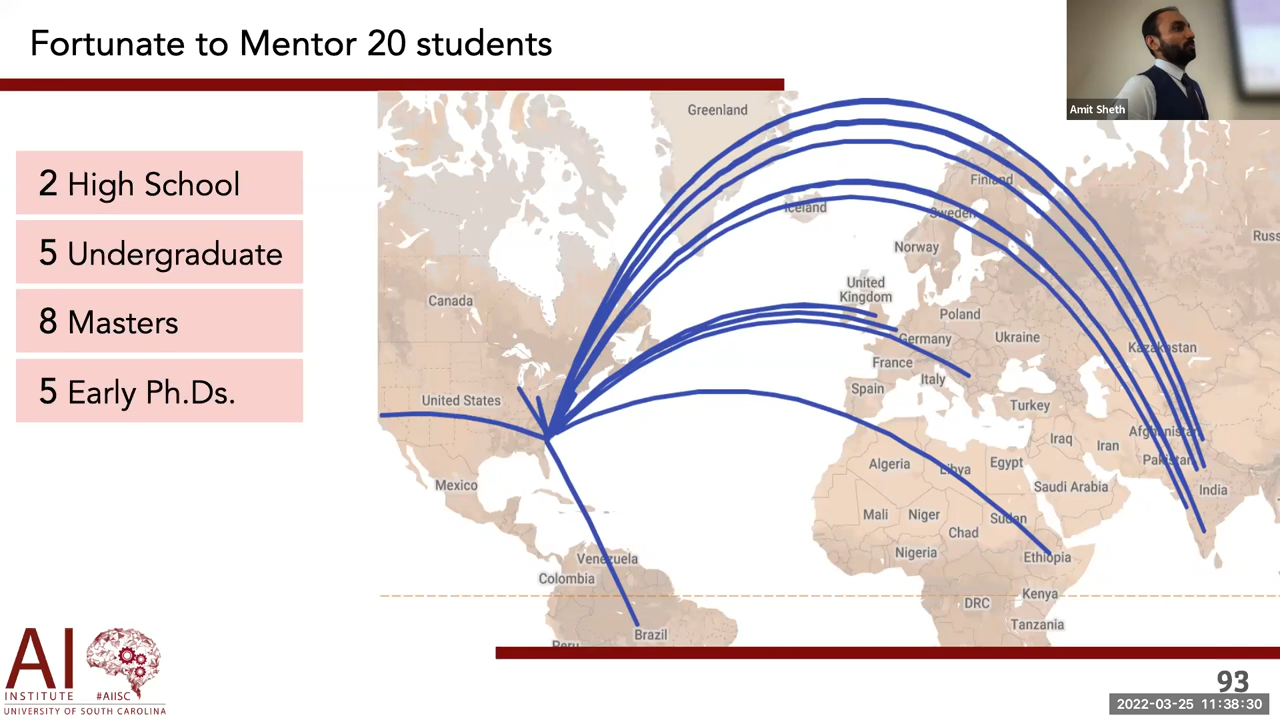 Fortunate to Mentor 20 students
Amit Sheth
2 High School
5 Undergraduate
8 Masters
5 Early Ph.Ds.
Greenland
Iceland
Finland
Sweden
Norway
Russ
Canada
United
Kingdom
Poland
Germany
Ukraine
Kazakhstan
France
Spain
Italy
United States
Turkey
Afghanistan
Iraq
Iran
Pakistan
Algeria
Libya
Egypt
Saudi Arabia
India
Mexico
Mali
Niger
Chad
Sudan
Nigeria
Ethiopia
Venezuela
Colombia
DRC
Kenya
Tanzania
Brazil
Peru
AI
INSTITUTE #AIISC
UNIVERSITY OF SOUTH CAROLINA
93
2022-03-25 11:38:30